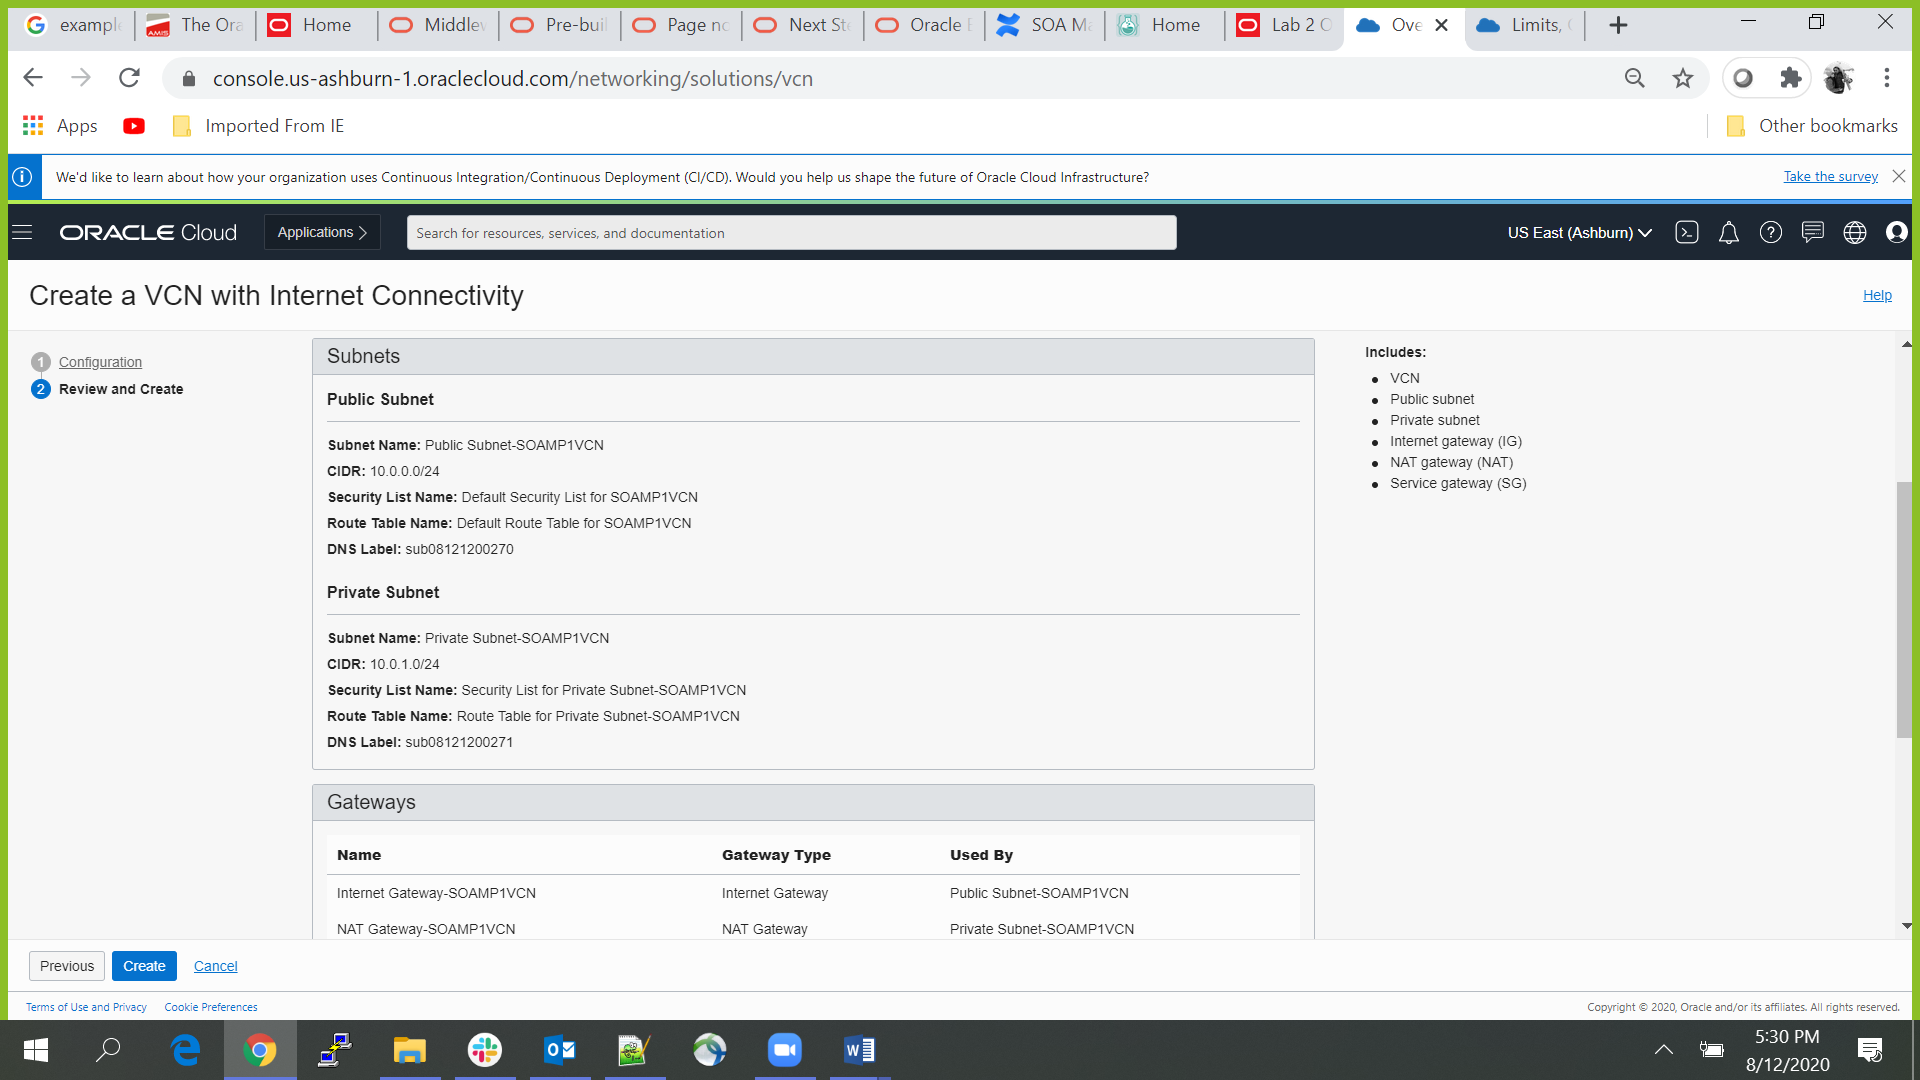 example
The Ora
Home
Middlew
Pre-buil
Page no
Next St
Oracle E
SOA Ma
Home
Lab 2 O
Ove
Limits,
console.us-ashburn-1.oraclecloud.com/networking/solutions/vcn
Apps
Imported From IE
Other bookmarks
We'd like to learn about how your organization uses Continuous Integration/Continuous Deployment (CI/CD). Would you help us shape the future of Oracle Cloud Infrastructure?
Take the survey
ORACLE Cloud
Applications
Search for resources, services, and documentation
US East (Ashburn)
Create a VCN with Internet Connectivity
Help
1 Configuration
2 Review and Create
Subnets
Public Subnet
Subnet Name: Public Subnet-SOAMP1VCN
CIDR: 10.0.0.0/24
Security List Name: Default Security List for SOAMP1VCN
Route Table Name: Default Route Table for SOAMP1VCN
DNS Label: sub08121200270
Private Subnet
Subnet Name: Private Subnet-SOAMP1VCN
CIDR: 10.0.1.0/24
Security List Name: Security List for Private Subnet-SOAMP1VCN
Route Table Name: Route Table for Private Subnet-SOAMP1VCN
DNS Label: sub08121200271
Gateways
Name Gateway Type Used By
Internet Gateway-SOAMP1VCN Internet Gateway Public Subnet-SOAMP1VCN
NAT Gateway-SOAMP1VCN NAT Gateway Private Subnet-SOAMP1VCN
Includes:
VCN
Public subnet
Private subnet
Internet gateway (IG)
NAT gateway (NAT)
Service gateway (SG)
Previous
Create
Cancel
Terms of Use and Privacy
Cookie Preferences
Copyright © 2020, Oracle and/or its affiliates. All rights reserved.
5:30 PM
8/12/2020